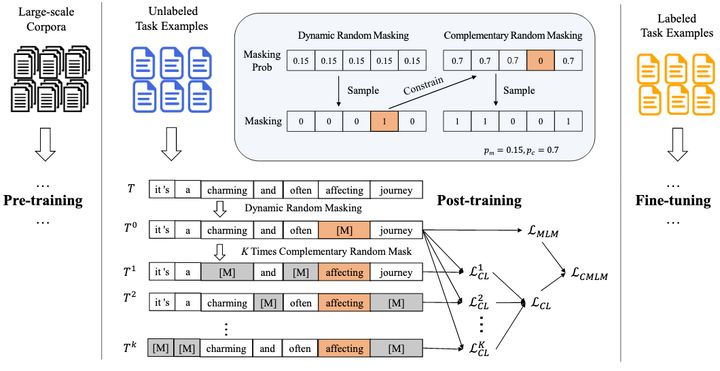 Large-scale
Corpora
...
Pre-training
...
Unlabeled
Task Examples
Dynamic Random Masking
Complementary Random Masking
Masking
Prob
0.15 0.15 0.15 0.15 0.15
0.7 0.7 0.7 0 0.7
Sample
Constrain
Sample
Masking
0 0 0 1 0
1 1 0 0 1
p_m = 0.15, p_c = 0.7
T it's a charming and often affecting journey
Dynamic Random Masking
Post-training
T^0 it's a charming and often [M] journey
K Times Complementary Random Mask
T^1 it's a [M] and [M] affecting journey
T^2 it's a charming [M] often affecting [M]
⋮
T^k [M] [M] charming and often affecting [M]
ℒ_MLM
ℒ_CL^1
ℒ_CMLM
ℒ_CL^2
ℒ_CL
⋮
ℒ_CL^K
Labeled
Task Examples
...
Fine-tuning
...